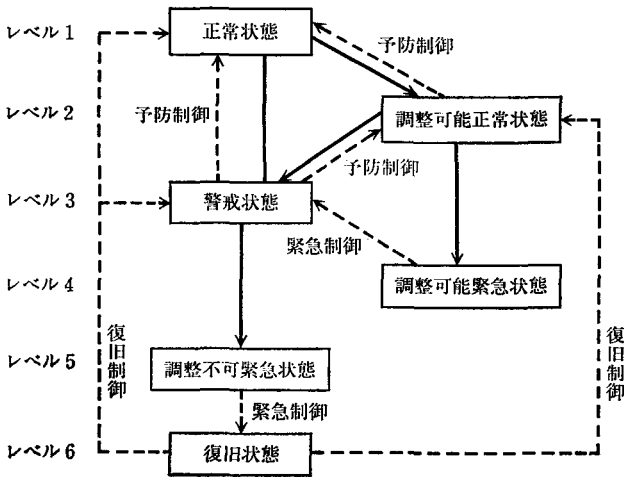 レベル 1
正常状態
予防制御
レベル 2
予防制御
調整可能正常状態
予防制御
レベル 3
警戒状態
緊急制御
レベル 4
調整可能緊急状態
復旧制御
復旧制御
レベル 5
調整不可緊急状態
緊急制御
レベル 6
復旧状態